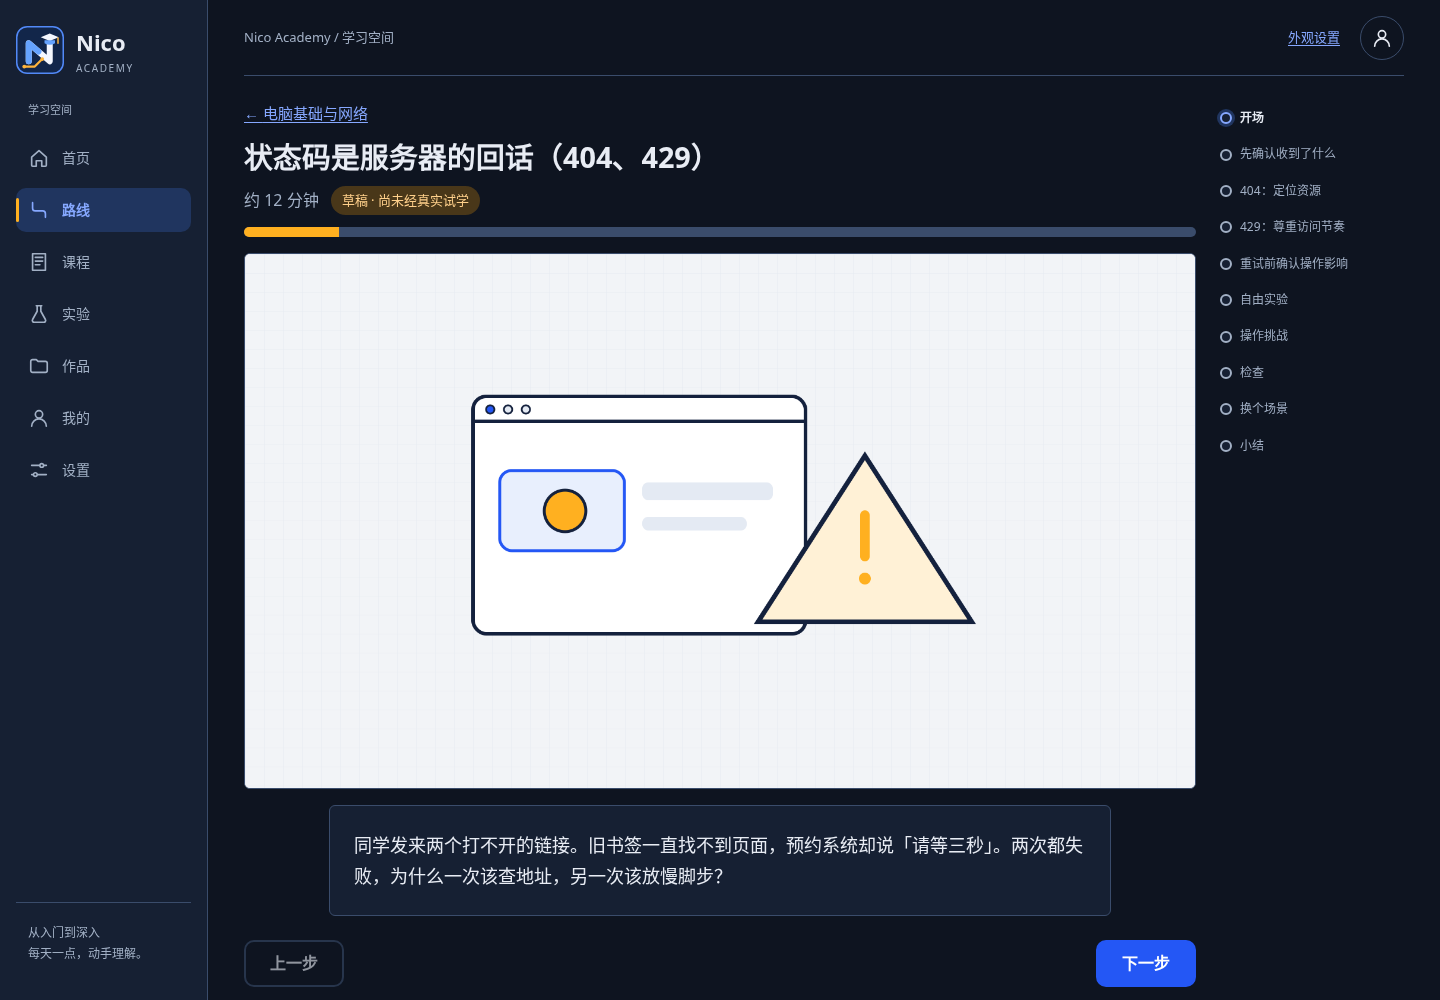 Nico
ACADEMY
学习空间
首页
路线
课程
实验
作品
我的
设置
从入门到深入
每天一点，动手理解。
Nico Academy / 学习空间
外观设置
← 电脑基础与网络
状态码是服务器的回话（404、429）
约 12 分钟
草稿 · 尚未经真实试学
同学发来两个打不开的链接。旧书签一直找不到页面，预约系统却说「请等三秒」。两次都失
败，为什么一次该查地址，另一次该放慢脚步？
上一步
下一步
开场
先确认收到了什么
404：定位资源
429：尊重访问节奏
重试前确认操作影响
自由实验
操作挑战
检查
换个场景
小结